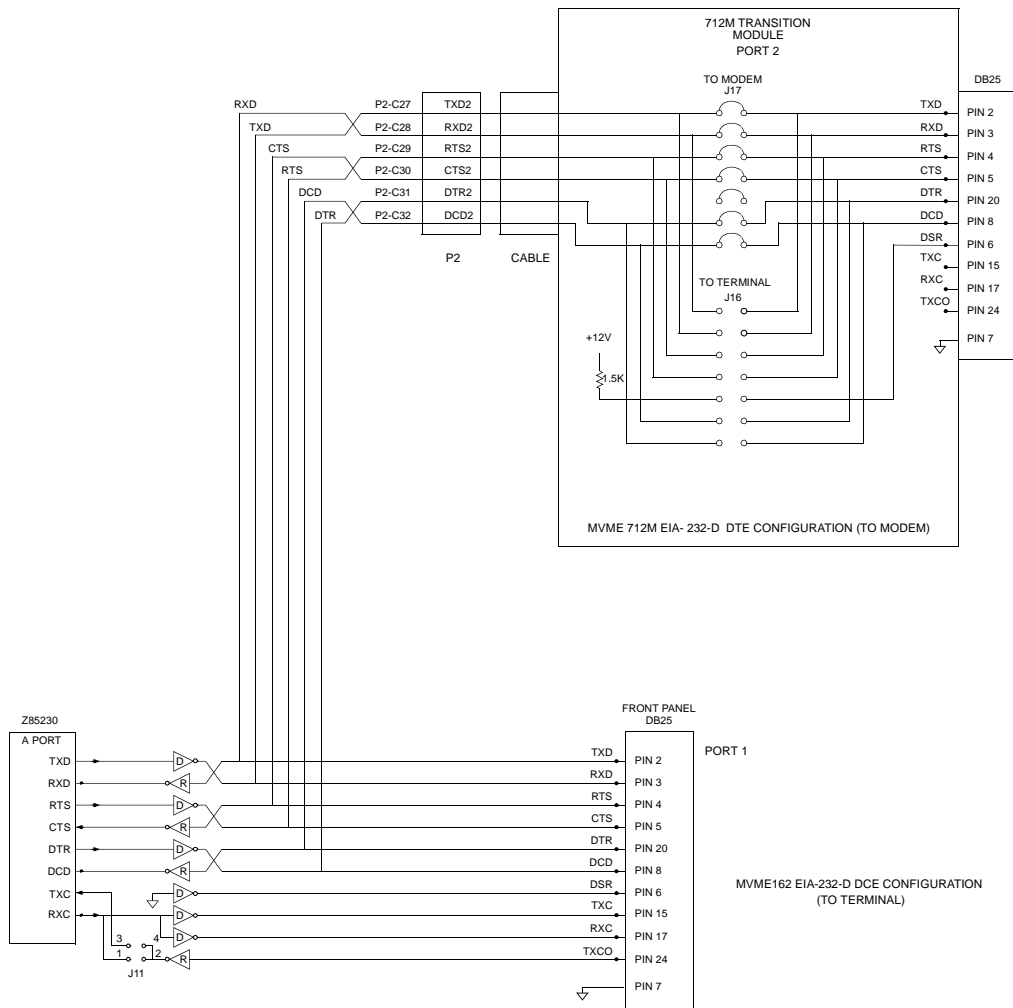 712M TRANSITION
MODULE
PORT 2
TO MODEM
J17
DB25
RXD
P2-C27
TXD2
TXD
PIN 2
TXD
P2-C28
RXD2
RXD
PIN 3
CTS
P2-C29
RTS2
RTS
PIN 4
RTS
P2-C30
CTS2
CTS
PIN 5
DCD
P2-C31
DTR2
DTR
PIN 20
DTR
P2-C32
DCD2
DCD
PIN 8
DSR
PIN 6
P2
CABLE
TXC
PIN 15
TO TERMINAL
J16
RXC
PIN 17
TXCO
PIN 24
+12V
PIN 7
1.5K
MVME 712M EIA- 232-D DTE CONFIGURATION (TO MODEM)
FRONT PANEL
DB25
Z85230
A PORT
PORT 1
TXD
D
TXD
PIN 2
RXD
R
RXD
PIN 3
RTS
D
RTS
PIN 4
CTS
R
CTS
PIN 5
DTR
D
DTR
PIN 20
DCD
R
DCD
PIN 8
TXC
D
DSR
PIN 6
RXC
D
TXC
PIN 15
MVME162 EIA-232-D DCE CONFIGURATION
(TO TERMINAL)
3
4
D
RXC
PIN 17
1
2
R
TXCO
PIN 24
J11
PIN 7